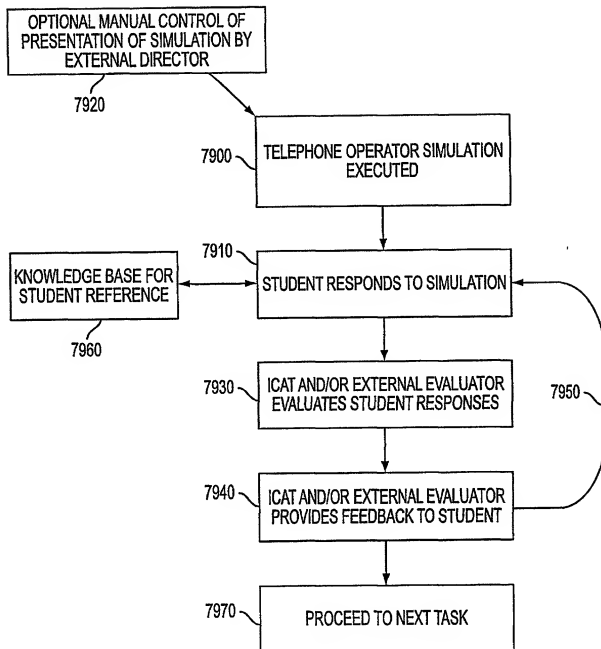 OPTIONAL MANUAL CONTROL OF
PRESENTATION OF SIMULATION BY
EXTERNAL DIRECTOR
7920
7900
TELEPHONE OPERATOR SIMULATION
EXECUTED
7910
KNOWLEDGE BASE FOR
STUDENT REFERENCE
7960
STUDENT RESPONDS TO SIMULATION
7930
ICAT AND/OR EXTERNAL EVALUATOR
EVALUATES STUDENT RESPONSES
7950
7940
ICAT AND/OR EXTERNAL EVALUATOR
PROVIDES FEEDBACK TO STUDENT
7970
PROCEED TO NEXT TASK